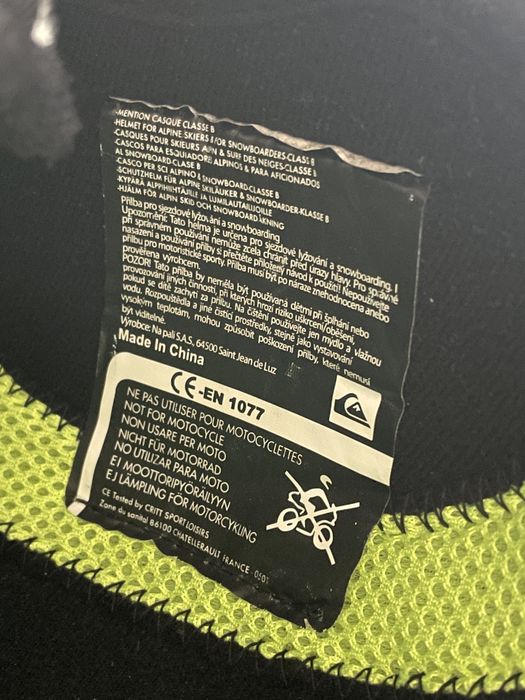 -MENTION CASQUE CLASSE B
-HELMET FOR ALPINE SKIERS &/OR SNOWBOARDERS-CLASS B
-CASQUES POUR SKIEURS ALPIN & SURF DES NEIGES-CLASSE B
-CASCOS PARA ESQUIADORES ALPINOS & PARA AFICIONADOS
AL SNOWBOARD-CLASE B
-CASCO PER SCI ALPINO & SNOWBOARD-CLASSE B
-SCHUTZHELM FÜR ALPINE SKILÄUKER & SNOWBOARDER-KLASSE B
-KYPÄRÄ ALPPIHIIHTÄJILLE JA LUMILAUTAILIJOILLE
-HJÄLM FÖR ALPIN SKID OCH SNOWBOARDÅKNING
Přilba pro sjezdové lyžování a snowboarding
Upozornění: Tato helma je určena pro sjezdové lyžování a snowboarding. I
při správném používání nemůže zcela chránit před úrazy hlavy. Pro správné
nasazení a používání přilby si přečtěte přiložený návod k použití! Nepoužívejte
přilbu pro motoristické sporty. Přilba musí být po náraze znehodnocena anebo
prověřena výrobcem.
POZOR! Tato přilba by neměla být používaná dětmi při šplhání nebo
provozování jiných činností, při kterých hrozí riziko uškrcení/oběšení,
pokud se dítě zachytí za přilbu. Na čištění používejte jen mýdlo a vlažnou
vodu. Rozpouštědla a jiné čistící prostředky, stejně jako vystavování
vysokým teplotám, mohou způsobit poškození přilby, které nemusí
být viditelné.
Výrobce: Na pali S.A.S, 64500 Saint Jean de Luz
Made In China
CE-EN 1077
NE PAS UTILISER POUR MOTOCYCLETTES
NOT FOR MOTORCYCLE
NON USARE PER MOTO
NICHT FÜR MOTORRAD
NO UTILIZAR PARA MOTO
EI MOOTTORIPYÖRÄILYYN
EJ LÄMPLING FÖR MOTORCYKLING
CE Tested by CRITT SPORT LOISIRS
Zone du sanital 86100 CHATELLERAULT FRANCE - 0501